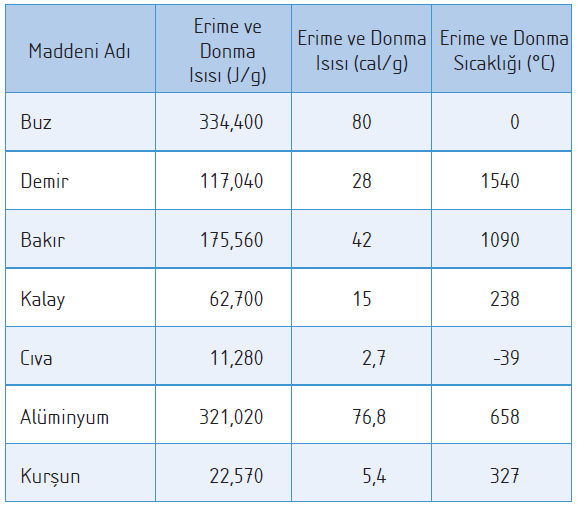 Maddeni Adı
Erime ve
Donma
Isısı (J/g)
Erime ve Donma
Isısı (cal/g)
Erime ve Donma
Sıcaklığı (°C)
Buz 334,400 80 0
Demir 117,040 28 1540
Bakır 175,560 42 1090
Kalay 62,700 15 238
Cıva 11,280 2,7 -39
Alüminyum 321,020 76,8 658
Kurşun 22,570 5,4 327